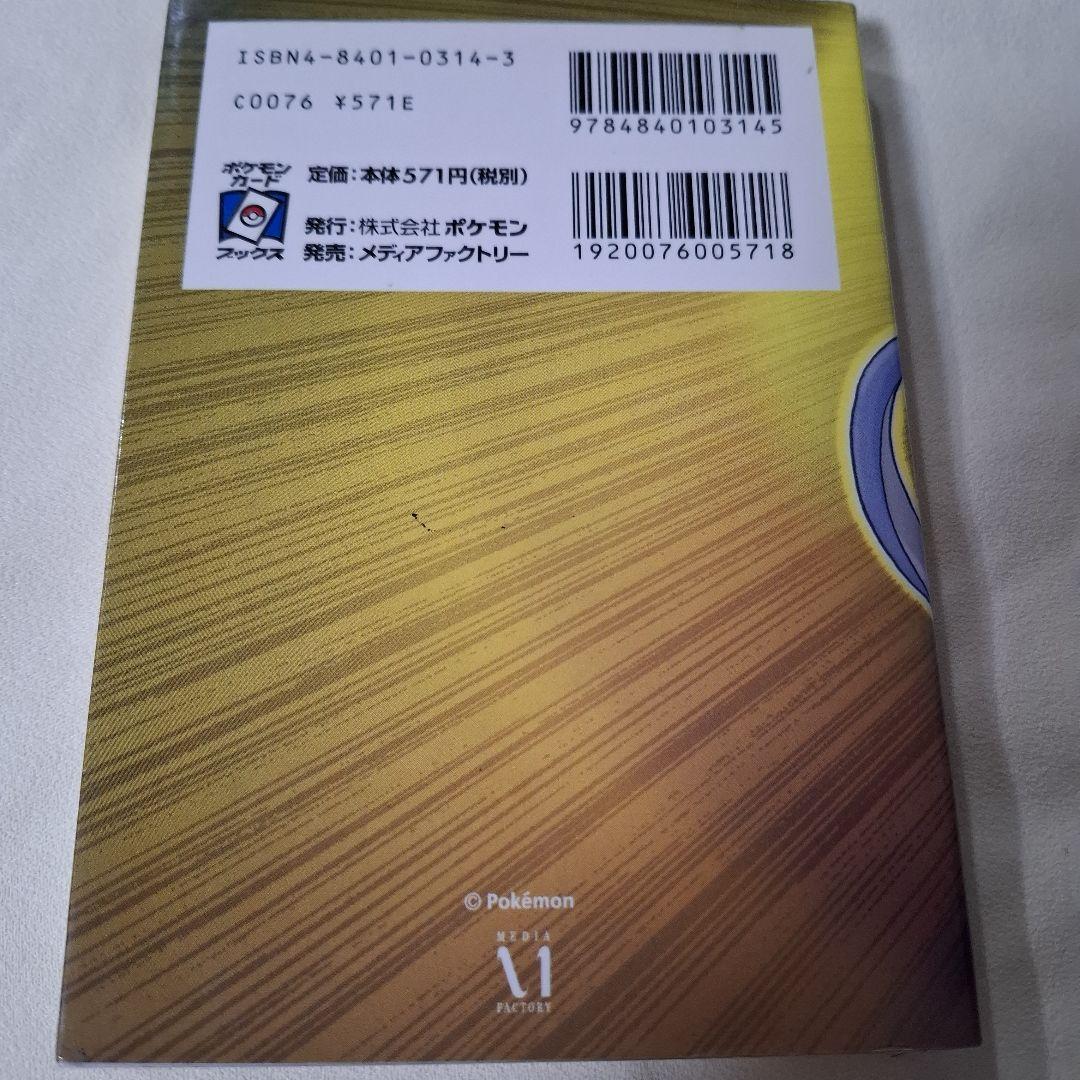 ISBN4-8401-0314-3
C0076 ¥571E
9784840103145
ポケモン
カード
ブックス
定価：本体571円（税別）
発行：株式会社 ポケモン
発売：メディアファクトリー
1920076005718
© Pokémon
MEDIA
M
FACTORY